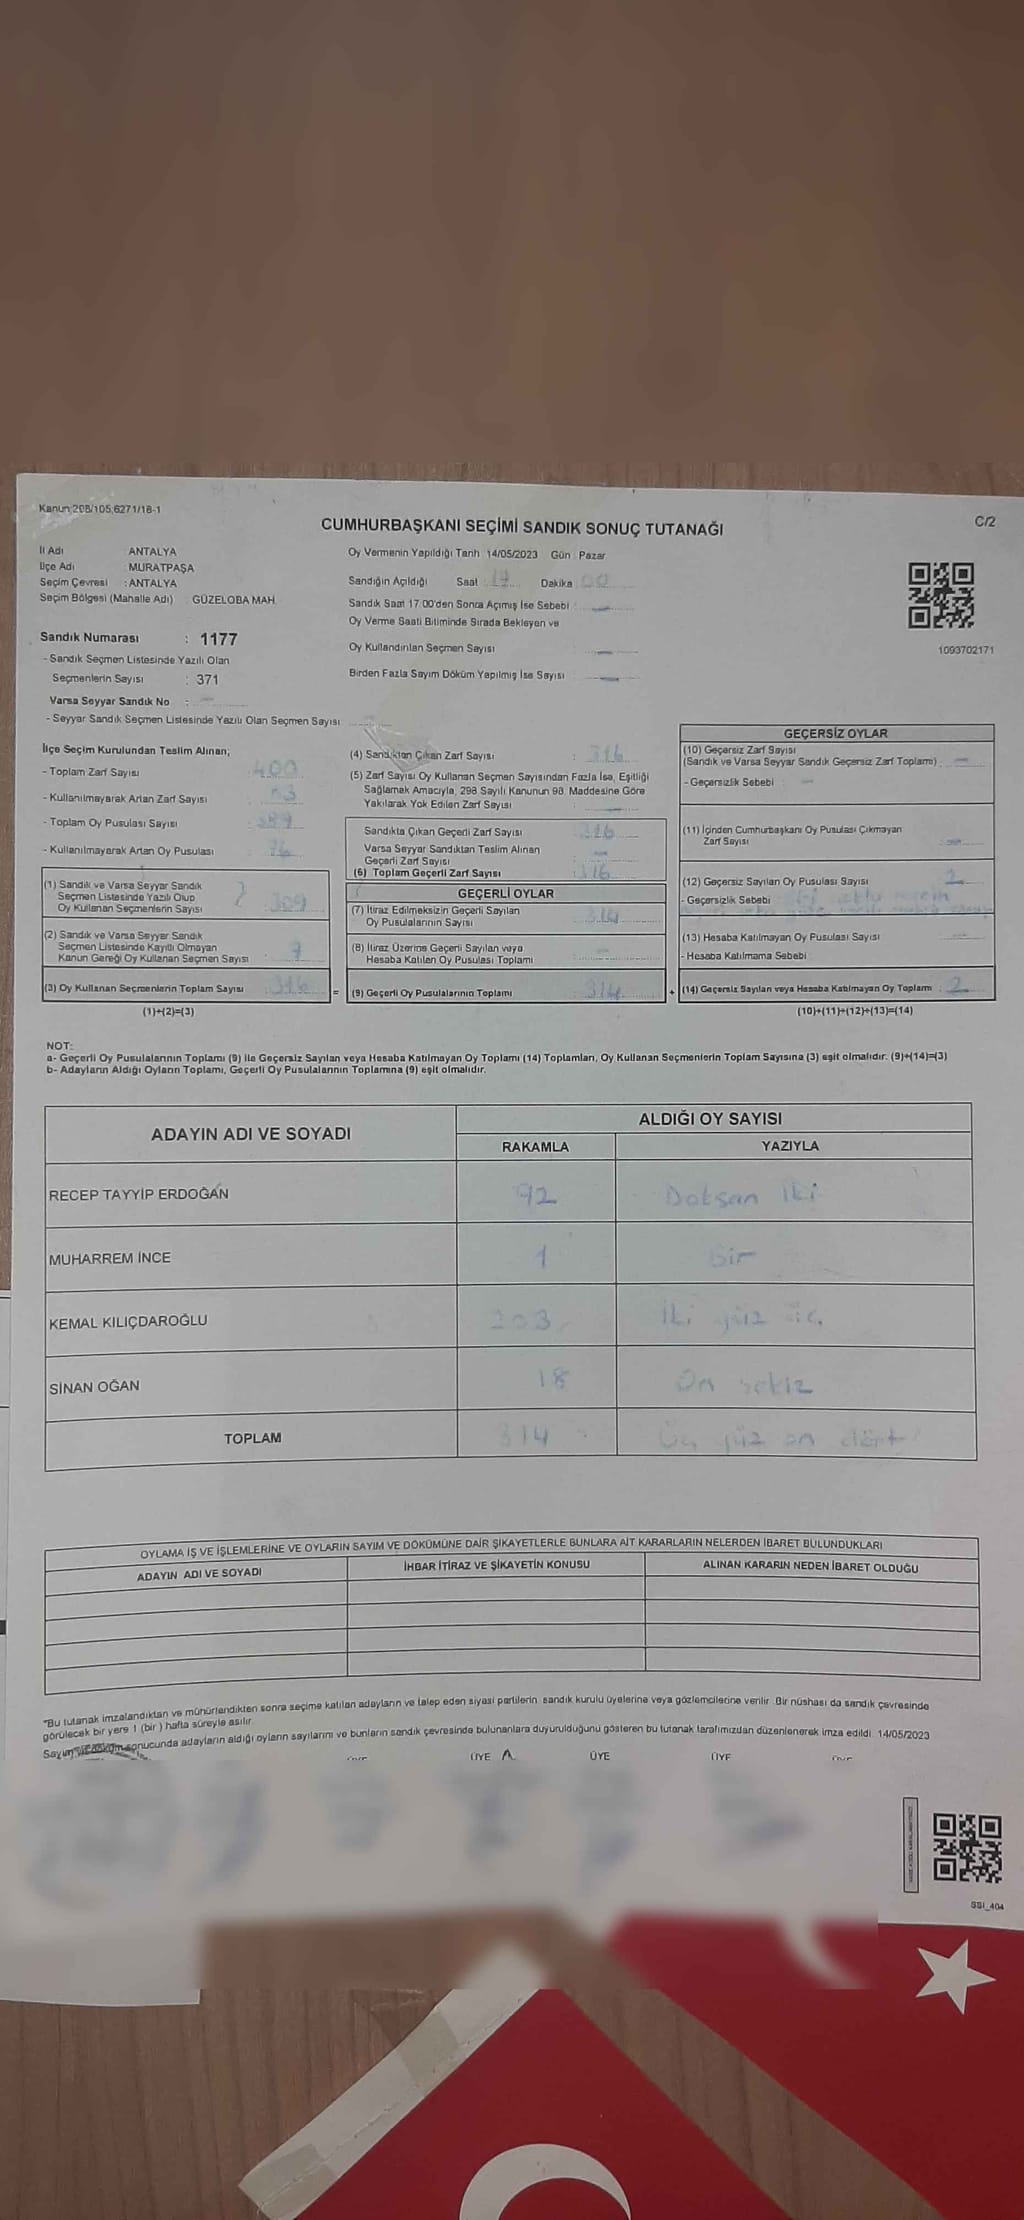 Kanun:298/105,6271/18-1
CUMHURBAŞKANI SEÇİMİ SANDIK SONUÇ TUTANAĞI
C/2
İl Adı ANTALYA
İlçe Adı MURATPAŞA
Seçim Çevresi : ANTALYA
Seçim Bölgesi (Mahalle Adı) : GÜZELOBA MAH.
Oy Vermenin Yapıldığı Tarih 14/05/2023 Gün Pazar
Sandığın Açıldığı Saat 17 Dakika 00
Sandık Saat 17.00'den Sonra Açımış İse Sebebi : —
Oy Verme Saati Bitiminde Sırada Bekleyen ve
Oy Kullandırılan Seçmen Sayısı —
Birden Fazla Sayım Döküm Yapılmış İse Sayısı —
1093702171
Sandık Numarası : 1177
- Sandık Seçmen Listesinde Yazılı Olan
Seçmenlerin Sayısı : 371
Varsa Seyyar Sandık No : —
- Seyyar Sandık Seçmen Listesinde Yazılı Olan Seçmen Sayısı
İlçe Seçim Kurulundan Teslim Alınan;
- Toplam Zarf Sayısı 400
- Kullanılmayarak Artan Zarf Sayısı
- Toplam Oy Pusulası Sayısı
- Kullanılmayarak Artan Oy Pusulası
(1) Sandık ve Varsa Seyyar Sandık
Seçmen Listesinde Yazılı Olup
Oy Kullanan Seçmenlerin Sayısı 309
(2) Sandık ve Varsa Seyyar Sandık
Seçmen Listesinde Kayıtlı Olmayan
Kanun Gereği Oy Kullanan Seçmen Sayısı 7
(3) Oy Kullanan Seçmenlerin Toplam Sayısı 316
(1)+(2)=(3)
(4) Sandıktan Çıkan Zarf Sayısı : 316
(5) Zarf Sayısı Oy Kullanan Seçmen Sayısından Fazla İse, Eşitliği
Sağlamak Amacıyla, 298 Sayılı Kanunun 98. Maddesine Göre
Yakılarak Yok Edilen Zarf Sayısı : —
Sandıkta Çıkan Geçerli Zarf Sayısı 316
Varsa Seyyar Sandıktan Teslim Alınan
Geçerli Zarf Sayısı : —
(6) Toplam Geçerli Zarf Sayısı : 316
GEÇERLİ OYLAR
(7) İtiraz Edilmeksizin Geçerli Sayılan
Oy Pusulalarının Sayısı 314
(8) İtiraz Üzerine Geçerli Sayılan veya
Hesaba Katılan Oy Pusulası Toplamı —
= (9) Geçerli Oy Pusulalarının Toplamı 314
GEÇERSİZ OYLAR
(10) Geçersiz Zarf Sayısı
(Sandık ve Varsa Seyyar Sandık Geçersiz Zarf Toplamı) —
- Geçersizlik Sebebi : —
(11) İçinden Cumhurbaşkanı Oy Pusulası Çıkmayan
Zarf Sayısı —
(12) Geçersiz Sayılan Oy Pusulası Sayısı 2
- Geçersizlik Sebebi
(13) Hesaba Katılmayan Oy Pusulası Sayısı —
- Hesaba Katılmama Sebebi
+ (14) Geçersiz Sayılan veya Hesaba Katılmayan Oy Toplamı : 2
(10)+(11)+(12)+(13)=(14)
NOT:
a- Geçerli Oy Pusulalarının Toplamı (9) ile Geçersiz Sayılan veya Hesaba Katılmayan Oy Toplamı (14) Toplamları, Oy Kullanan Seçmenlerin Toplam Sayısına (3) eşit olmalıdır. (9)+(14)=(3)
b- Adayların Aldığı Oyların Toplamı, Geçerli Oy Pusulalarının Toplamına (9) eşit olmalıdır.
ADAYIN ADI VE SOYADI
ALDIĞI OY SAYISI
RAKAMLA YAZIYLA
RECEP TAYYİP ERDOĞAN 92 Doksan iki
MUHARREM İNCE 1 Bir
KEMAL KILIÇDAROĞLU 203 İki yüz üç
SİNAN OĞAN 18 On sekiz
TOPLAM 314 Üç yüz on dört
OYLAMA İŞ VE İŞLEMLERİNE VE OYLARIN SAYIM VE DÖKÜMÜNE DAİR ŞİKAYETLERLE BUNLARA AİT KARARLARIN NELERDEN İBARET BULUNDUKLARI
ADAYIN ADI VE SOYADI İHBAR İTİRAZ VE ŞİKAYETİN KONUSU ALINAN KARARIN NEDEN İBARET OLDUĞU
"Bu tutanak imzalandıktan ve mühürlendikten sonra seçime katılan adayların ve talep eden siyasi partilerin sandık kurulu üyelerine veya gözlemcilerine verilir. Bir nüshası da sandık çevresinde
görülecek bir yere 1 (bir) hafta süreyle asılır.
Sayım ve döküm sonucunda adayların aldığı oyların sayılarını ve bunların sandık çevresinde bulunanlara duyurulduğunu gösteren bu tutanak tarafımızdan düzenlenerek imza edildi. 14/05/2023
ÜYE A ÜYE ÜYE
SSI_404